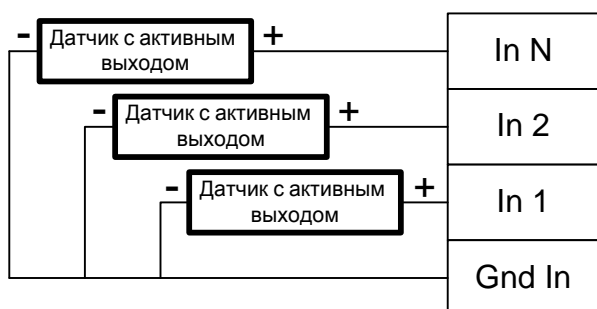 - Датчик с активным + In N
выходом
- Датчик с активным + In 2
выходом
- Датчик с активным + In 1
выходом
Gnd In